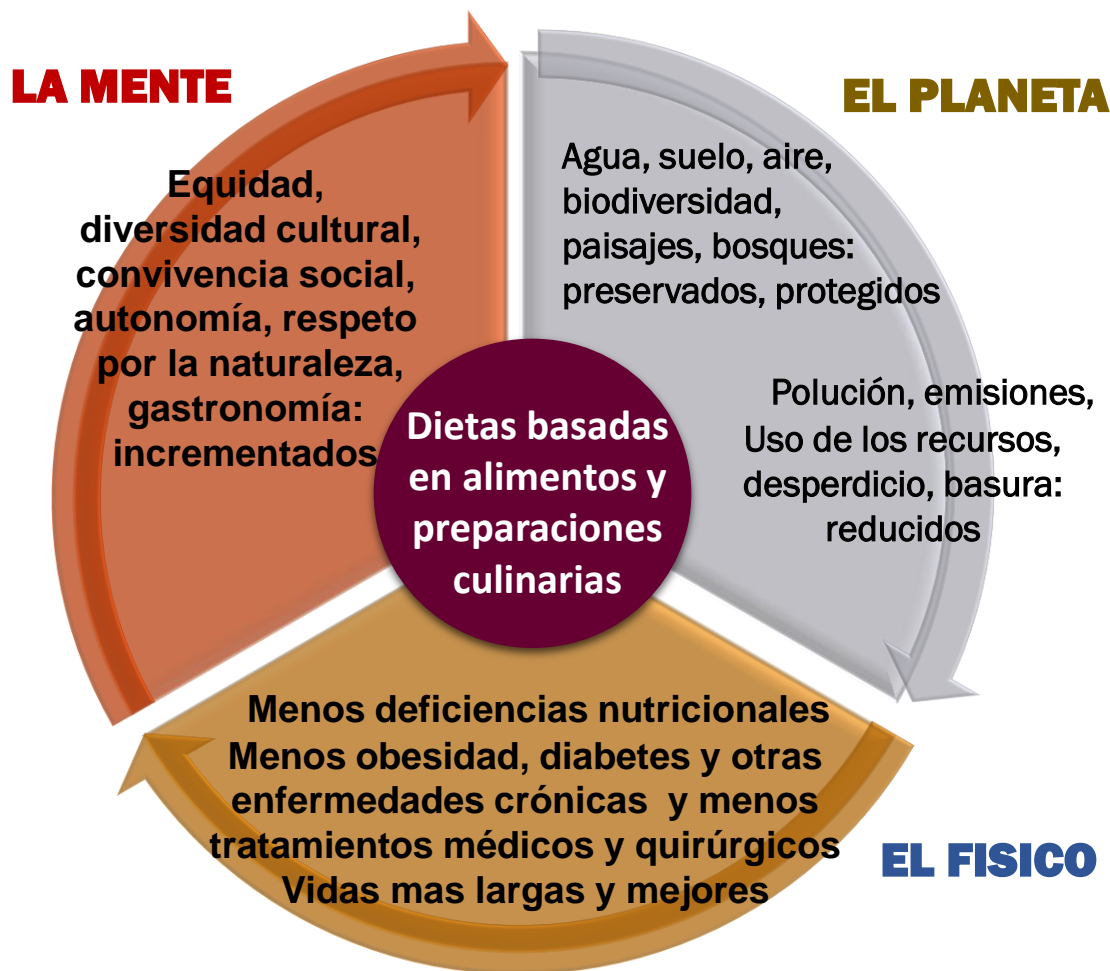 LA MENTE
Equidad,
diversidad cultural,
convivencia social,
autonomía, respeto
por la naturaleza,
gastronomía:
incrementados
EL PLANETA
Agua, suelo, aire,
biodiversidad,
paisajes, bosques:
preservados, protegidos
Polución, emisiones,
Uso de los recursos,
desperdicio, basura:
reducidos
Dietas basadas
en alimentos y
preparaciones
culinarias
Menos deficiencias nutricionales
Menos obesidad, diabetes y otras
enfermedades crónicas y menos
tratamientos médicos y quirúrgicos
Vidas mas largas y mejores
EL FISICO